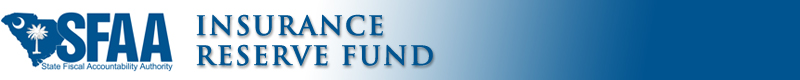 SFAA
State Fiscal Accountability Authority
INSURANCE
RESERVE FUND